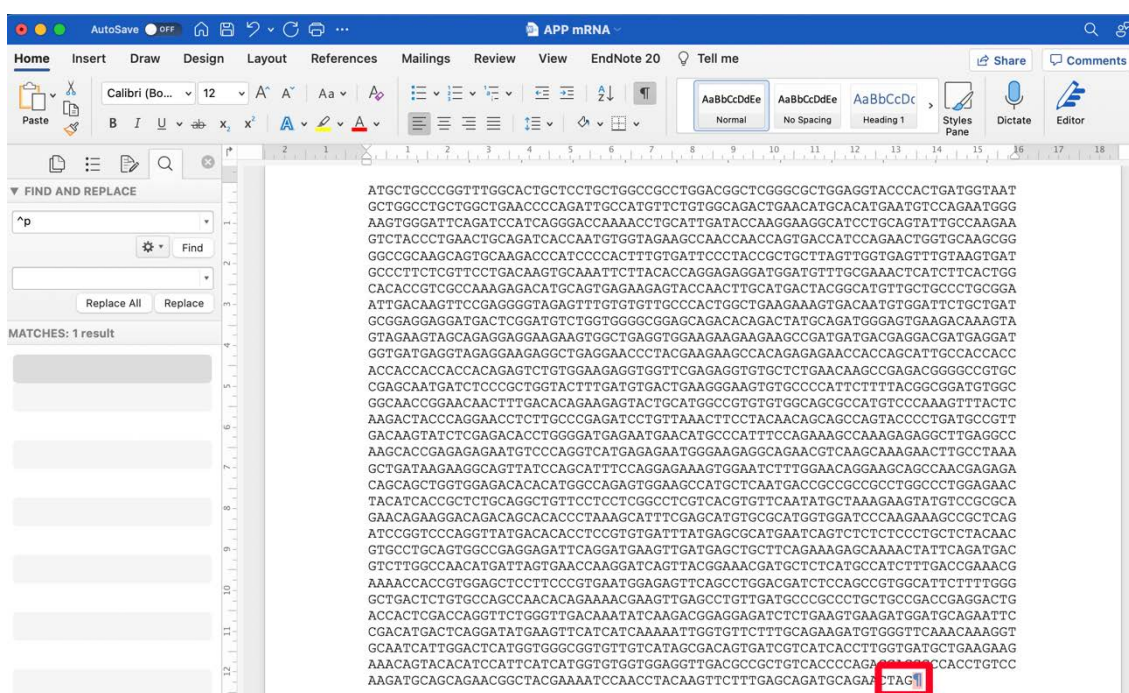 AutoSave OFF APP mRNA
Home Insert Draw Design Layout References Mailings Review View EndNote 20 Tell me Share Comments
Calibri (Bo... 12
Paste
AaBbCcDdEe AaBbCcDdEe AaBbCcDc
Normal No Spacing Heading 1 Styles Pane Dictate Editor
FIND AND REPLACE
^p
Find
Replace All Replace
MATCHES: 1 result
ATGCTGCCCGGTTTGGCACTGCTCCTGCTGGCCGCCTGGACGGCTCGGGCGCTGGAGGTACCCACTGATGGTAAT
GCTGGCCTGCTGGCTGAACCCCAGATTGCCATGTTCTGTGGCAGACTGAACATGCACATGAATGTCCAGAATGGG
AAGTGGGATTCAGATCCATCAGGGACCAAAACCTGCATTGATACCAAGGAAGGCATCCTGCAGTATTGCCAAGAA
GTCTACCCTGAACTGCAGATCACCAATGTGGTAGAAGCCAACCAACCAGTGACCATCCAGAACTGGTGCAAGCGG
GGCCGCAAGCAGTGCAAGACCCATCCCCACTTTGTGATTCCCTACCGCTGCTTAGTTGGTGAGTTTGTAAGTGAT
GCCCTTCTCGTTCCTGACAAGTGCAAATTCTTACACCAGGAGAGGATGGATGTTTGCGAAACTCATCTTCACTGG
CACACCGTCGCCAAAGAGACATGCAGTGAGAAGAGTACCAACTTGCATGACTACGGCATGTTGCTGCCCTGCGGA
ATTGACAAGTTCCGAGGGGTAGAGTTTGTGTGTTGCCCACTGGCTGAAGAAAGTGACAATGTGGATTCTGCTGAT
GCGGAGGAGGATGACTCGGATGTCTGGTGGGGCGGAGCAGACACAGACTATGCAGATGGGAGTGAAGACAAAGTA
GTAGAAGTAGCAGAGGAGGAAGAAGTGGCTGAGGTGGAAGAAGAAGAAGCCGATGATGACGAGGACGATGAGGAT
GGTGATGAGGTAGAGGAAGAGGCTGAGGAACCCTACGAAGAAGCCACAGAGAGAACCACCAGCATTGCCACCACC
ACCACCACCACCACAGAGTCTGTGGAAGAGGTGGTTCGAGAGGTGTGCTCTGAACAAGCCGAGACGGGGCCGTGC
CGAGCAATGATCTCCCGCTGGTACTTTGATGTGACTGAAGGGAAGTGTGCCCCATTCTTTTACGGCGGATGTGGC
GGCAACCGGAACAACTTTGACACAGAAGAGTACTGCATGGCCGTGTGTGGCAGCGCCATGTCCCAAAGTTTACTC
AAGACTACCCAGGAACCTCTTGCCCGAGATCCTGTTAAACTTCCTACAACAGCAGCCAGTACCCCTGATGCCGTT
GACAAGTATCTCGAGACACCTGGGGATGAGAATGAACATGCCCATTTCCAGAAAGCCAAAGAGAGGCTTGAGGCC
AAGCACCGAGAGAGAATGTCCCAGGTCATGAGAGAATGGGAAGAGGCAGAACGTCAAGCAAAGAACTTGCCTAAA
GCTGATAAGAAGGCAGTTATCCAGCATTTCCAGGAGAAAGTGGAATCTTTGGAACAGGAAGCAGCCAACGAGAGA
CAGCAGCTGGTGGAGACACACATGGCCAGAGTGGAAGCCATGCTCAATGACCGCCGCCGCCTGGCCCTGGAGAAC
TACATCACCGCTCTGCAGGCTGTTCCTCCTCGGCCTCGTCACGTGTTCAATATGCTAAAGAAGTATGTCCGCGCA
GAACAGAAGGACAGACAGCACACCCTAAAGCATTTCGAGCATGTGCGCATGGTGGATCCCAAGAAAGCCGCTCAG
ATCCGGTCCCAGGTTATGACACACCTCCGTGTGATTTATGAGCGCATGAATCAGTCTCTCTCCCTGCTCTACAAC
GTGCCTGCAGTGGCCGAGGAGATTCAGGATGAAGTTGATGAGCTGCTTCAGAAAGAGCAAAACTATTCAGATGAC
GTCTTGGCCAACATGATTAGTGAACCAAGGATCAGTTACGGAAACGATGCTCTCATGCCATCTTTGACCGAAACG
AAAACCACCGTGGAGCTCCTTCCCGTGAATGGAGAGTTCAGCCTGGACGATCTCCAGCCGTGGCATTCTTTTGGG
GCTGACTCTGTGCCAGCCAACACAGAAAACGAAGTTGAGCCTGTTGATGCCCGCCCTGCTGCCGACCGAGGACTG
ACCACTCGACCAGGTTCTGGGTTGACAAATATCAAGACGGAGGAGATCTCTGAAGTGAAGATGGATGCAGAATTC
CGACATGACTCAGGATATGAAGTTCATCATCAAAAATTGGTGTTCTTTGCAGAAGATGTGGGTTCAAACAAAGGT
GCAATCATTGGACTCATGGTGGGCGGTGTTGTCATAGCGACAGTGATCGTCATCACCTTGGTGATGCTGAAGAAG
AAGATGCAGCAGAACGGCTACGAAAATCCAACCTACAAGTTCTTTGAGCAGATGCAGAACTAG¶